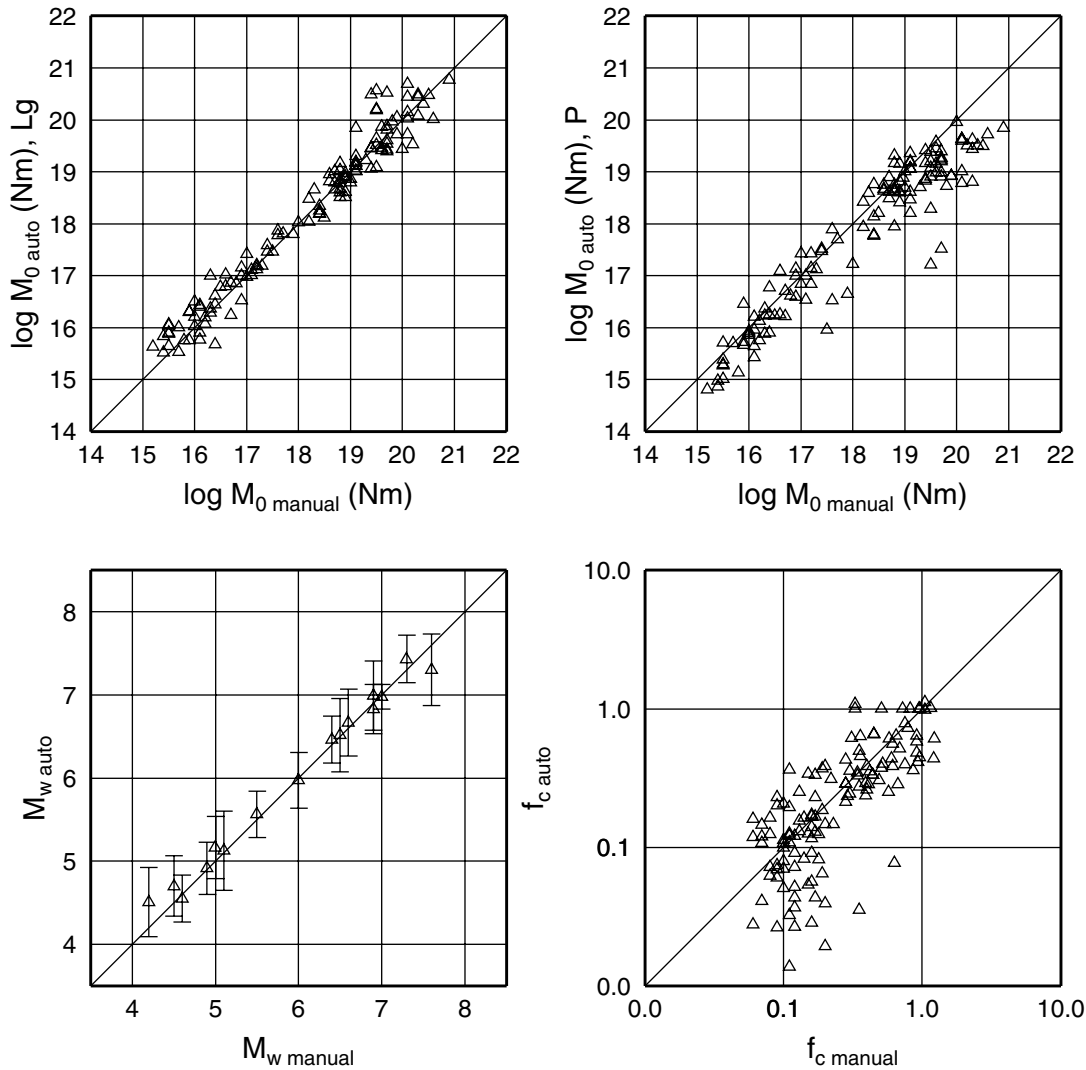 22
21
20
19
18
17
16
15
14
log M0 auto (Nm), Lg
14 15 16 17 18 19 20 21 22
log M0 manual (Nm)
22
21
20
19
18
17
16
15
14
log M0 auto (Nm), P
14 15 16 17 18 19 20 21 22
log M0 manual (Nm)
8
7
6
5
4
Mw auto
4 5 6 7 8
Mw manual
10.0
1.0
0.1
0.0
fc auto
0.0 0.1 1.0 10.0
fc manual